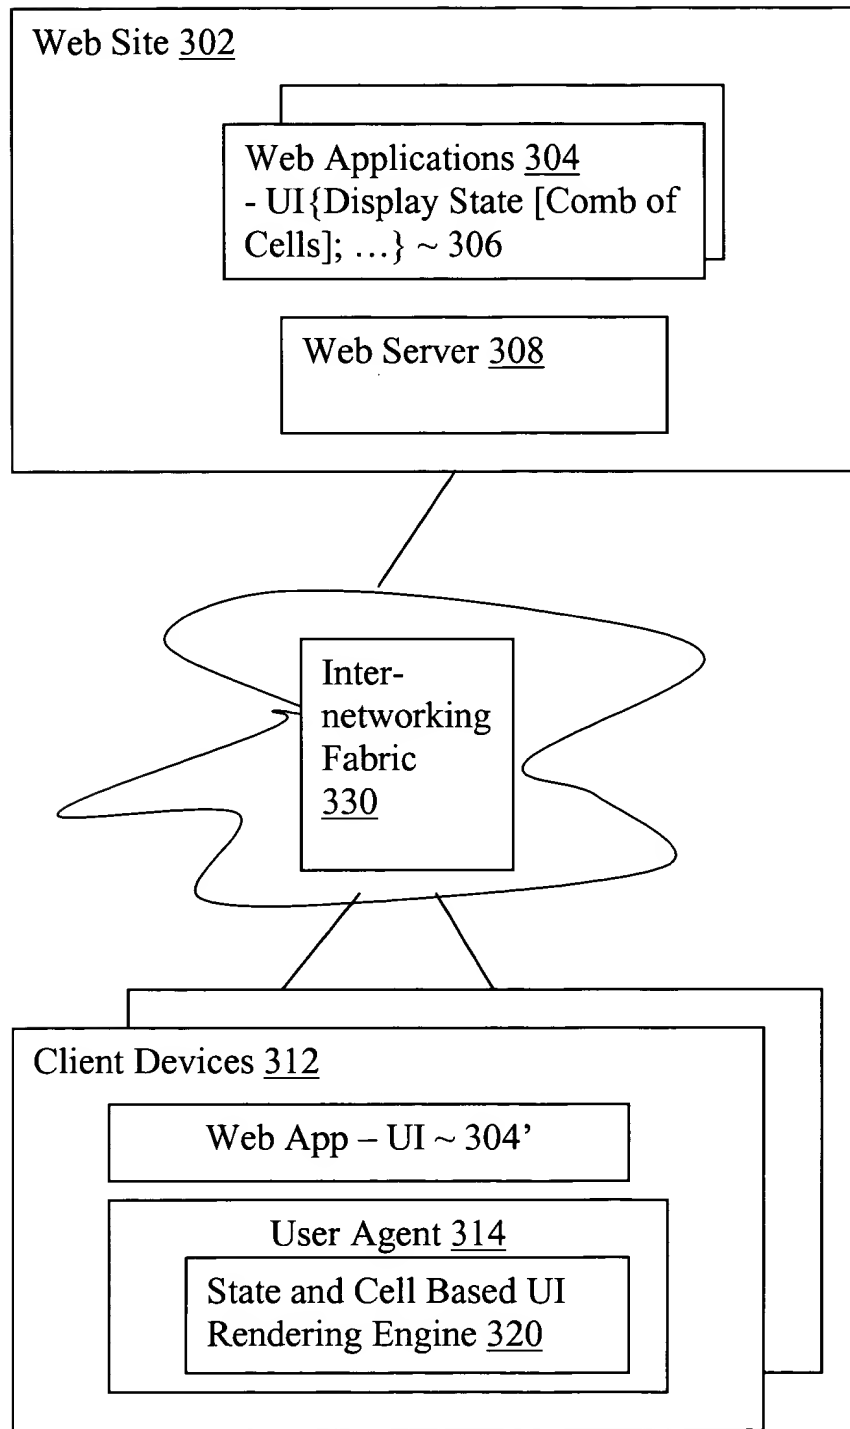 Web Site 302
Web Applications 304
- UI{Display State [Comb of
Cells]; …} ~ 306
Web Server 308
Inter-
networking
Fabric
330
Client Devices 312
Web App – UI ~ 304’
User Agent 314
State and Cell Based UI
Rendering Engine 320